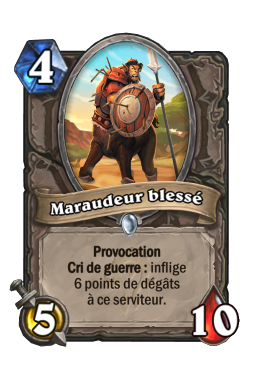 4
Maraudeur blessé
Provocation
Cri de guerre : inflige
6 points de dégâts
à ce serviteur.
5
10